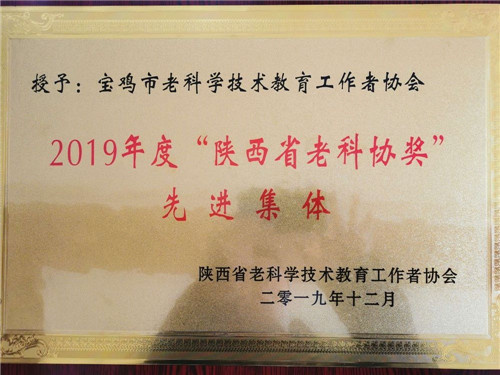 授予：宝鸡市老科学技术教育工作者协会
2019年度“陕西省老科协奖”
先进集体
陕西省老科学技术教育工作者协会
二零一九年十二月